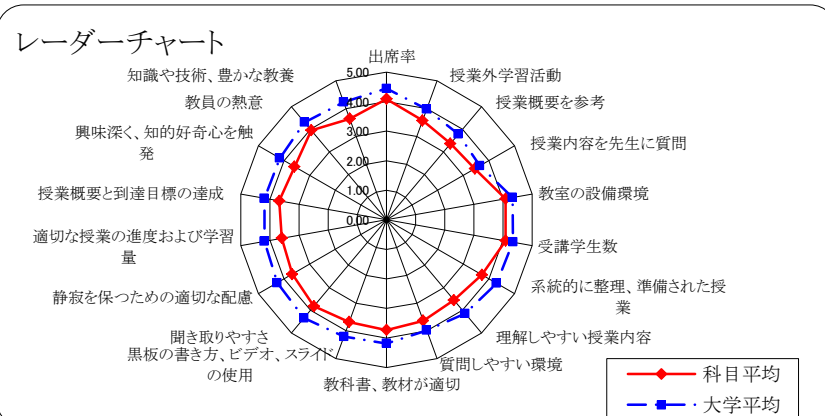 レーダーチャート
出席率
授業外学習活動
授業概要を参考
授業内容を先生に質問
教室の設備環境
受講学生数
系統的に整理、準備された授
業
理解しやすい授業内容
質問しやすい環境
教科書、教材が適切
黒板の書き方、ビデオ、スライド
の使用
聞き取りやすさ
静寂を保つための適切な配慮
適切な授業の進度および学習
量
授業概要と到達目標の達成
興味深く、知的好奇心を触
発
教員の熱意
知識や技術、豊かな教養
5.00
4.00
3.00
2.00
1.00
0.00
科目平均
大学平均